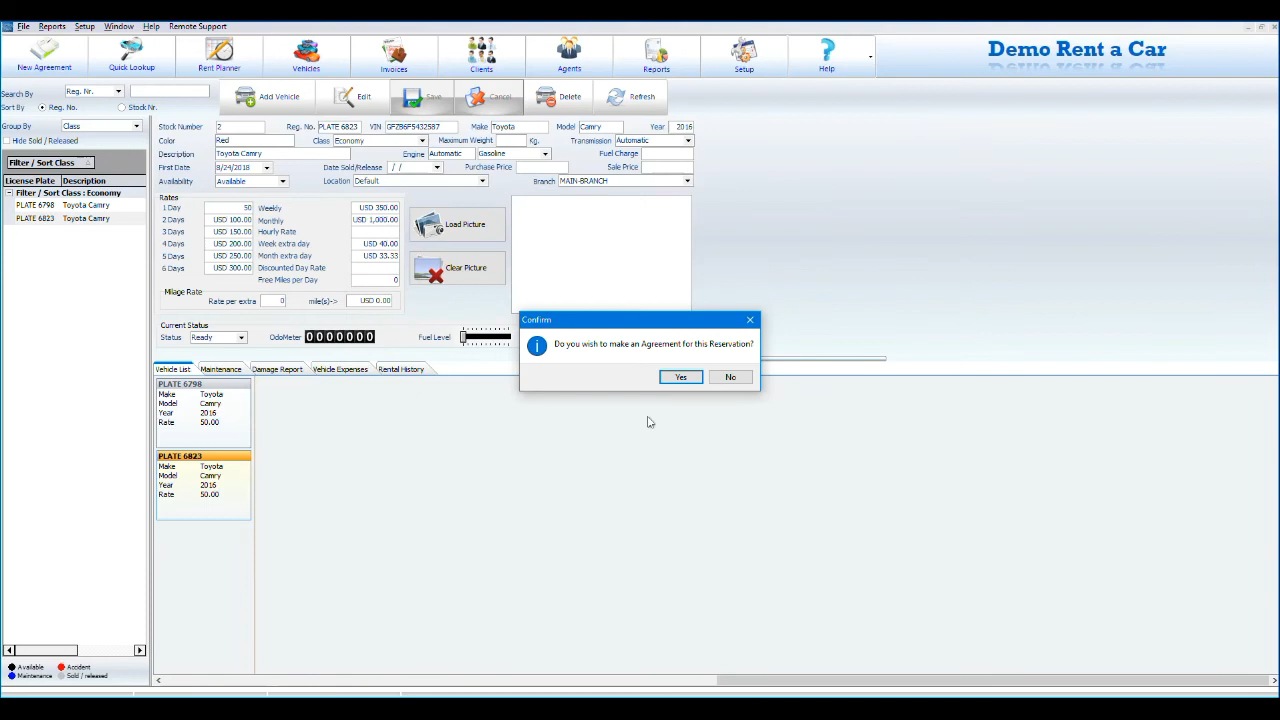 File Reports Setup Window Help Remote Support
New Agreement Quick Lookup Rent Planner Vehicles Invoices Clients Agents Reports Setup Help
Demo Rent a Car
Search By Reg. Nr.
Sort By Reg. No. Stock Nr.
Add Vehicle Edit Save Cancel Delete Refresh
Group By Class
Hide Sold / Released
Filter / Sort Class
License Plate Description
Filter / Sort Class : Economy
PLATE 6798 Toyota Camry
PLATE 6823 Toyota Camry
Available Accident
Maintenance Sold / released
Stock Number 2 Reg. No. PLATE 6823 VIN GFZB6F5432587 Make Toyota Model Camry Year 2016
Color Red Class Economy Maximum Weight Kg. Transmission Automatic
Description Toyota Camry Engine Automatic Gasoline Fuel Charge
First Date 8/24/2018 Date Sold/Release / / Purchase Price Sale Price
Availability Available Location Default Branch MAIN-BRANCH
Rates
1 Day 50 Weekly USD 350.00
2 Days USD 100.00 Monthly USD 1,000.00
3 Days USD 150.00 Hourly Rate
4 Days USD 200.00 Week extra day USD 40.00
5 Days USD 250.00 Month extra day USD 33.33
6 Days USD 300.00 Discounted Day Rate
Free Miles per Day 0
Milage Rate
Rate per extra 0 mile(s)-> USD 0.00
Load Picture
Clear Picture
Current Status
Status Ready OdoMeter 0000000 Fuel Level
Confirm
Do you wish to make an Agreement for this Reservation?
Yes No
Vehicle List Maintenance Damage Report Vehicle Expenses Rental History
PLATE 6798
Make Toyota
Model Camry
Year 2016
Rate 50.00
PLATE 6823
Make Toyota
Model Camry
Year 2016
Rate 50.00